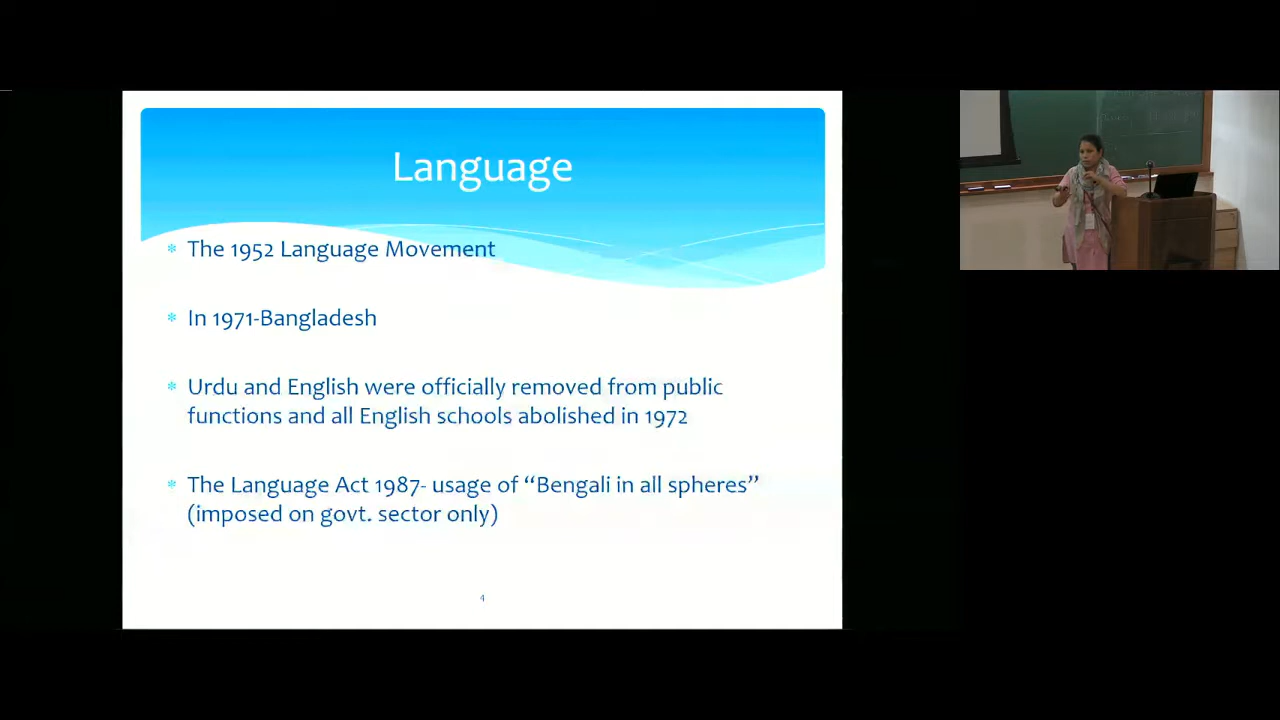 Language
* The 1952 Language Movement
* In 1971-Bangladesh
* Urdu and English were officially removed from public
functions and all English schools abolished in 1972
* The Language Act 1987- usage of “Bengali in all spheres”
(imposed on govt. sector only)
4